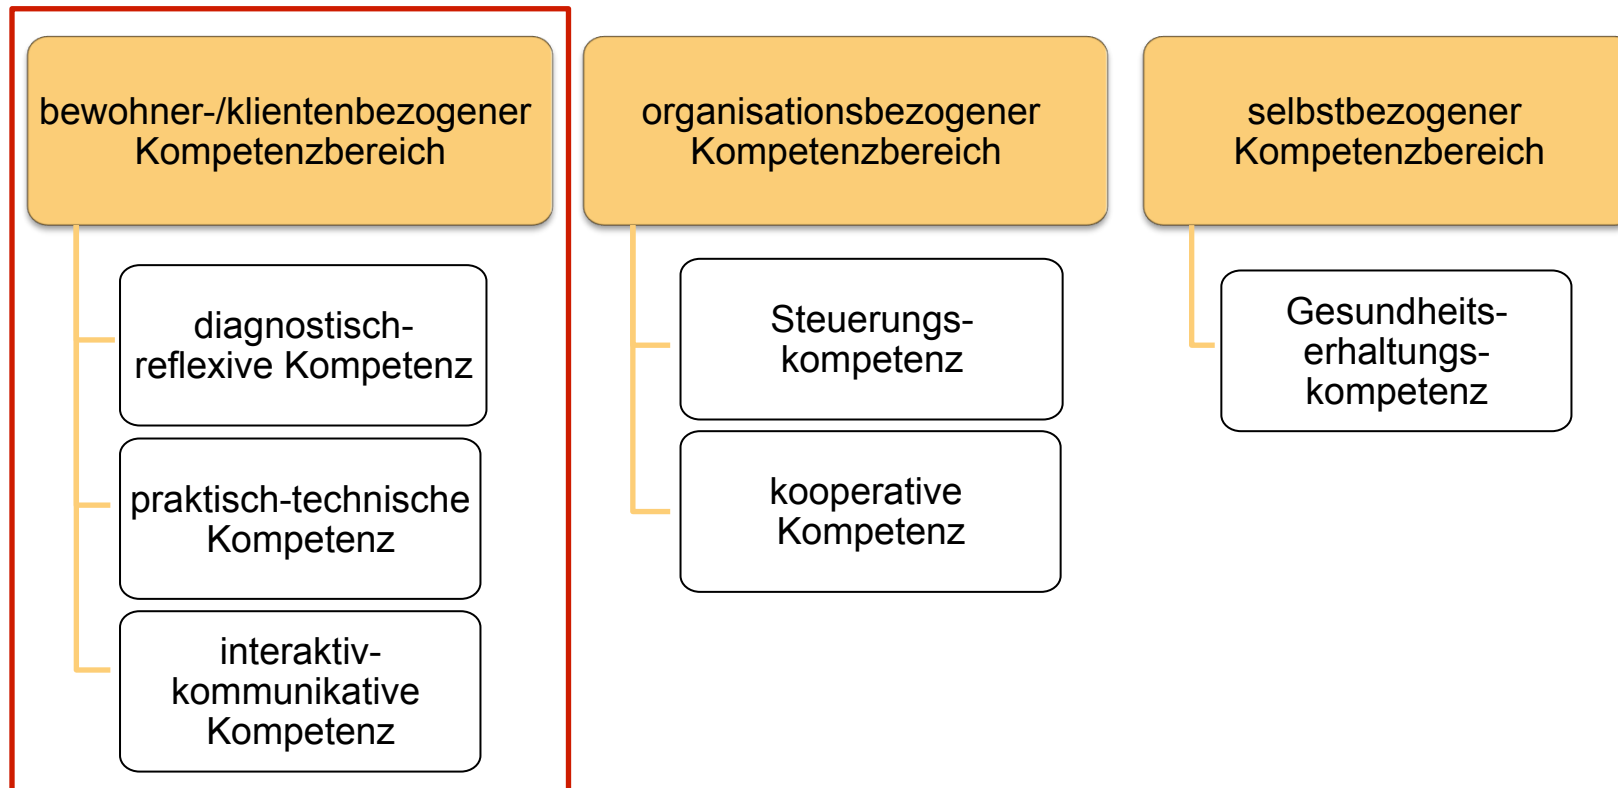 bewohner-/klientenbezogener
Kompetenzbereich
diagnostisch-
reflexive Kompetenz
praktisch-technische
Kompetenz
interaktiv-
kommunikative
Kompetenz
organisationsbezogener
Kompetenzbereich
Steuerungs-
kompetenz
kooperative
Kompetenz
selbstbezogener
Kompetenzbereich
Gesundheits-
erhaltungs-
kompetenz